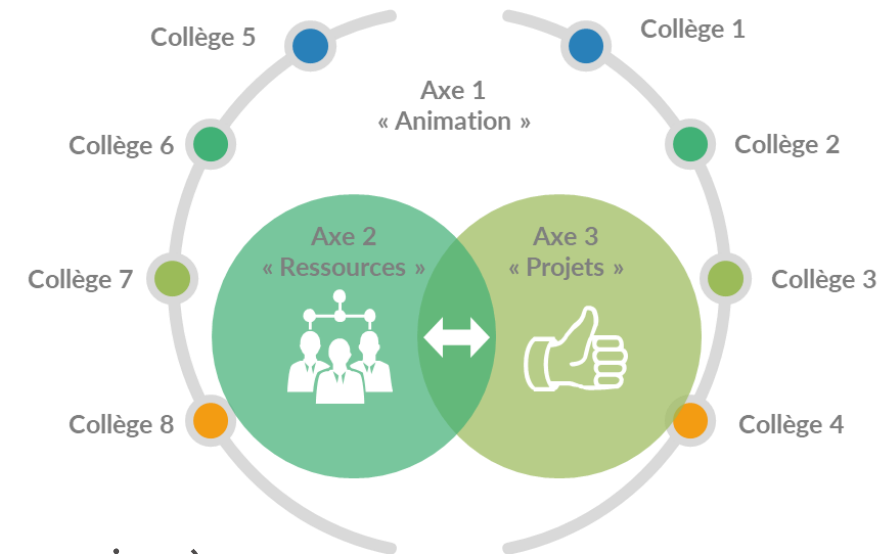 Collège 5
Collège 1
Axe 1
« Animation »
Collège 6
Collège 2
Axe 2
« Ressources »
Axe 3
« Projets »
Collège 7
Collège 3
Collège 8
Collège 4